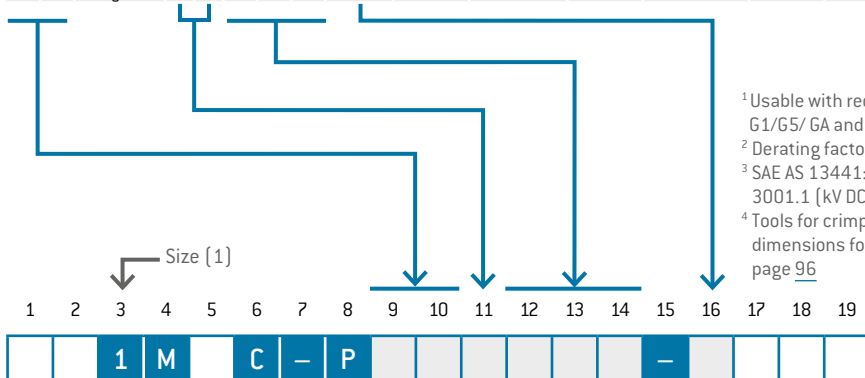 ¹ Usable with rec
G1/G5/ GA and
² Derating facto
³ SAE AS 13441:
3001.1 (kV DC
⁴ Tools for crimp
dimensions fo
page 96
Size (1)
1 2 3 4 5 6 7 8 9 10 11 12 13 14 15 16 17 18 19
1 M C – P –